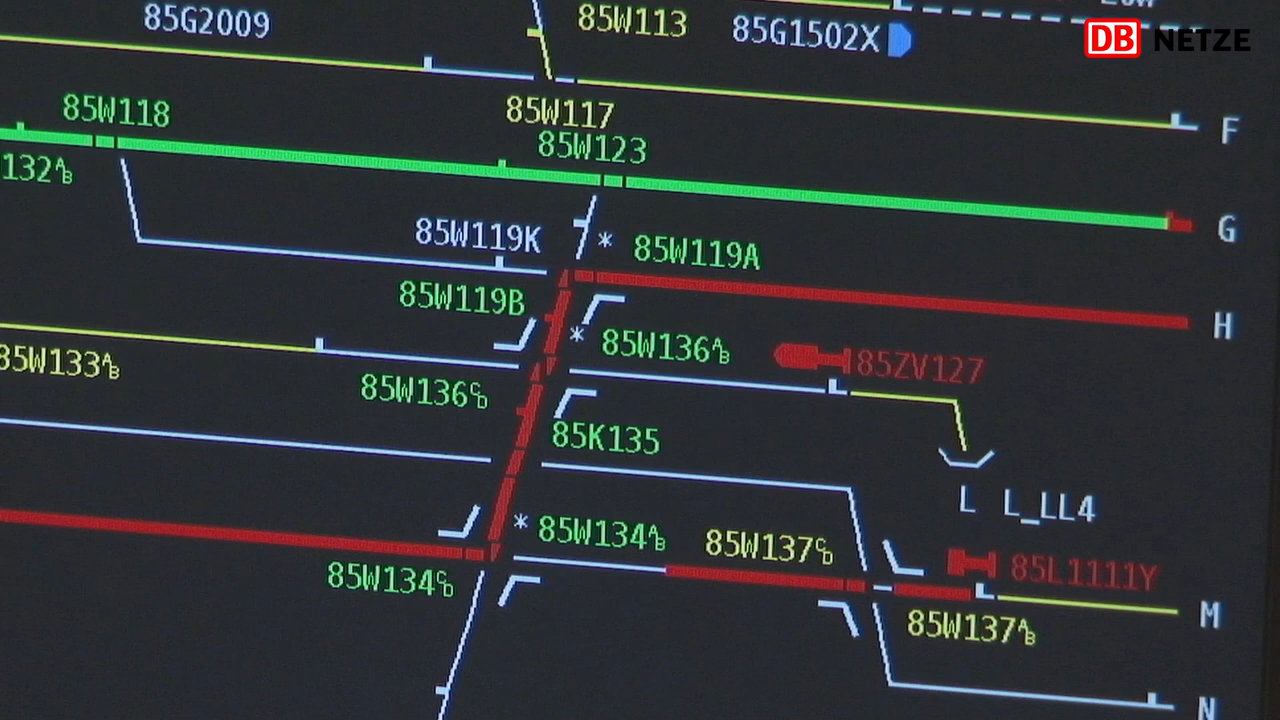 85G2009
85W113
85G1502X
DB NETZE
85W118
85W117
F
85W123
132A/B
G
85W119K
* 85W119A
85W119B
H
* 85W136A/B
85ZV127
85W133A/B
85W136C/D
85K135
L L_LL4
* 85W134A/B
85W137C/D
85L1111Y
85W134C/D
M
85W137A/B
N